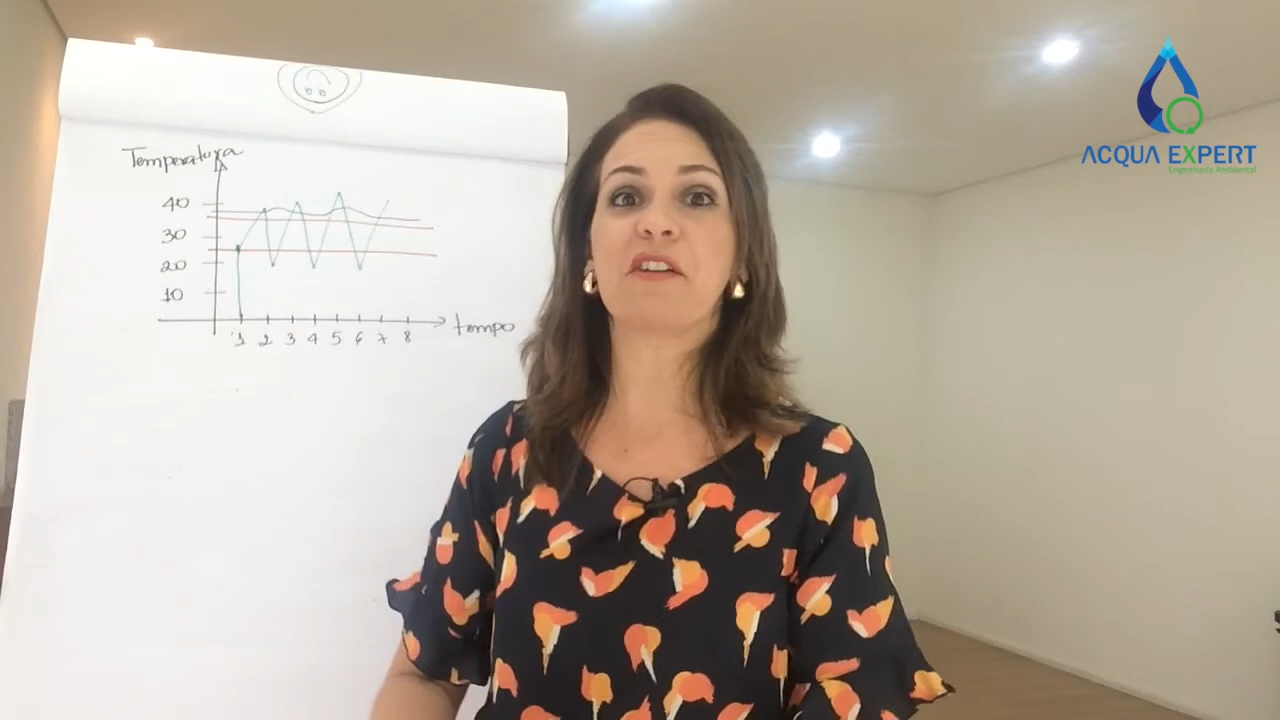 Temperatura
40
30
20
10
1 2 3 4 5 6 7 8
tempo
ACQUA EXPERT
Engenharia Ambiental